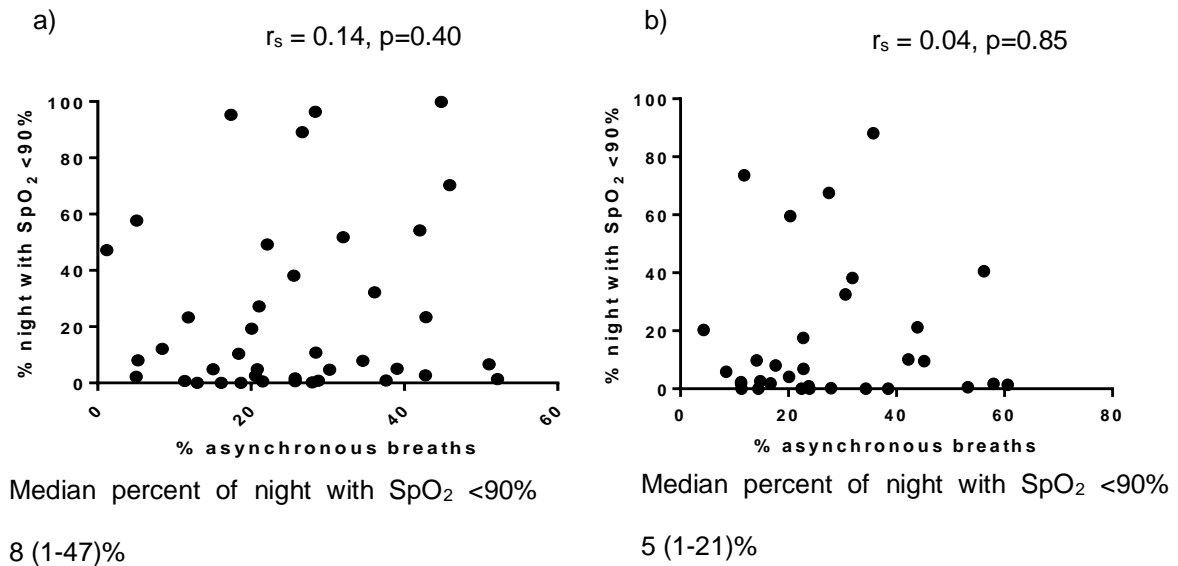 a)
rs = 0.14, p=0.40
% night with SpO2 <90%
100
80
60
40
20
0
0
20
40
60
% asynchronous breaths
Median percent of night with SpO2 <90%
8 (1-47)%
b)
rs = 0.04, p=0.85
% night with SpO2 <90%
100
80
60
40
20
0
0
20
40
60
80
% asynchronous breaths
Median percent of night with SpO2 <90%
5 (1-21)%